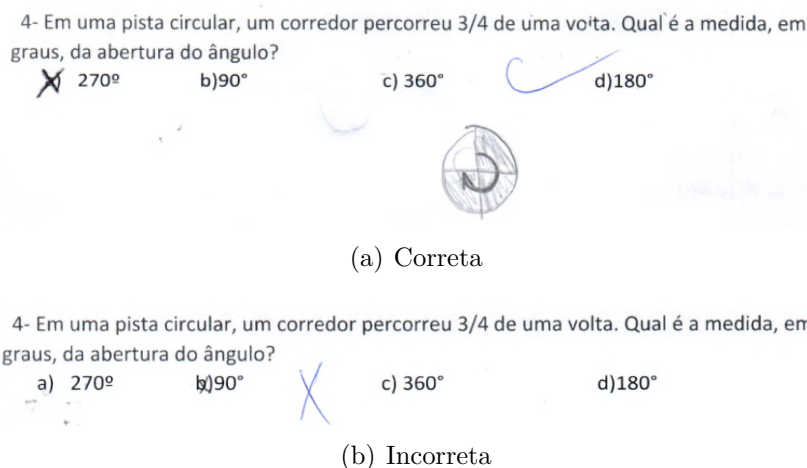 4- Em uma pista circular, um corredor percorreu 3/4 de uma volta. Qual é a medida, em
graus, da abertura do ângulo?
270º b)90° c) 360° d)180°
(a) Correta
4- Em uma pista circular, um corredor percorreu 3/4 de uma volta. Qual é a medida, em
graus, da abertura do ângulo?
a) 270º b)90° c) 360° d)180°
(b) Incorreta